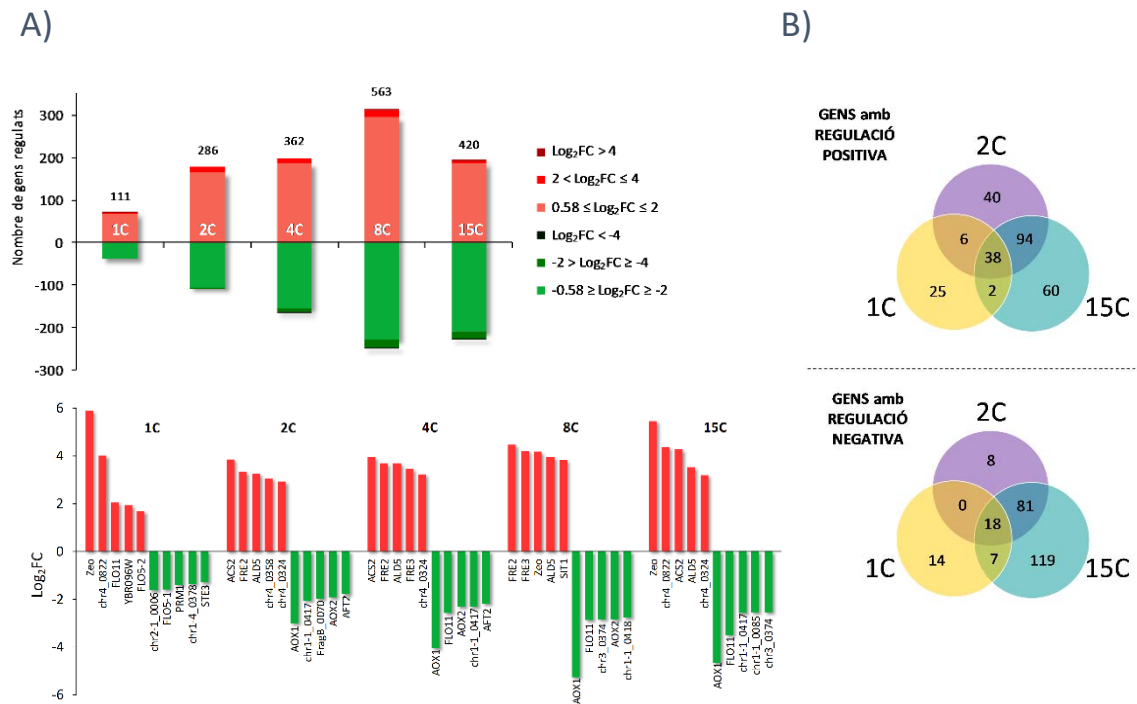 A)
Nombre de gens regulats
300
200
100
0
-100
-200
-300
111
286
362
563
420
1C
2C
4C
8C
15C
Log₂FC > 4
2 < Log₂FC ≤ 4
0.58 ≤ Log₂FC ≤ 2
Log₂FC < -4
-2 > Log₂FC ≥ -4
-0.58 ≥ Log₂FC ≥ -2
Log₂FC
6
4
2
0
-2
-4
-6
1C
2C
4C
8C
15C
Zeo
chr4_0822
FLO11
YBR096W
FLO5-2
chr2-1_0006
FLO5-1
PRM1
chr1-4_0378
STE3
ACS2
FRE2
ALD5
chr4_0358
chr4_0324
AOX1
chr1-1_0417
FragB_0070
AOX2
AFT2
ACS2
FRE2
ALD5
FRE3
chr4_0324
AOX1
FLO11
AOX2
chr1-1_0417
AFT2
FRE2
FRE3
Zeo
ALD5
SIT1
AOX1
FLO11
chr3_0374
AOX2
chr1-1_0418
Zeo
chr4_0822
ACS2
ALD5
chr4_0324
AOX1
FLO11
chr1-1_0417
chr1-1_0085
chr3_0374
B)
GENS amb
REGULACIÓ
POSITIVA
2C
40
6
94
38
25
2
60
1C
15C
GENS amb
REGULACIÓ
NEGATIVA
2C
8
0
81
18
14
7
119
1C
15C